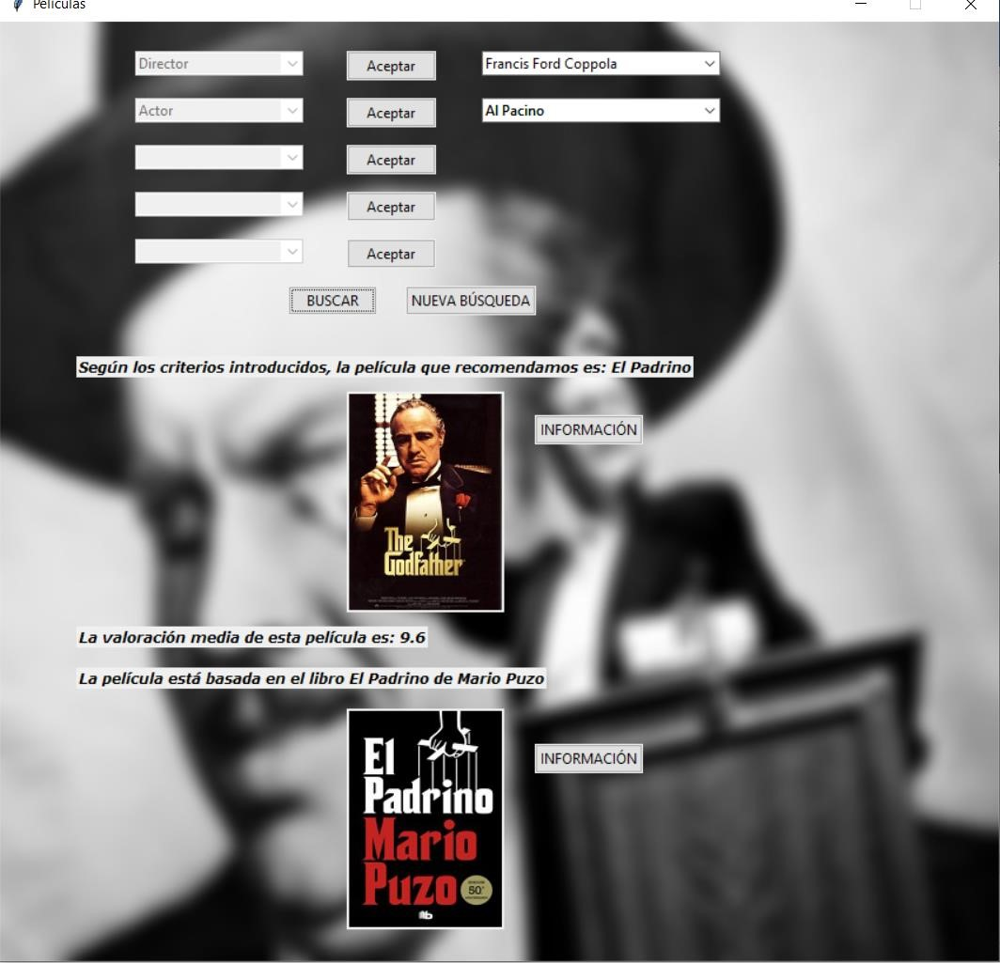 Películas
Director Aceptar Francis Ford Coppola
Actor Aceptar Al Pacino
Aceptar
Aceptar
Aceptar
BUSCAR NUEVA BÚSQUEDA
Según los criterios introducidos, la película que recomendamos es: El Padrino
INFORMACIÓN
The
Godfather
La valoración media de esta película es: 9.6
La película está basada en el libro El Padrino de Mario Puzo
El
Padrino
Mario
Puzo
INFORMACIÓN
50